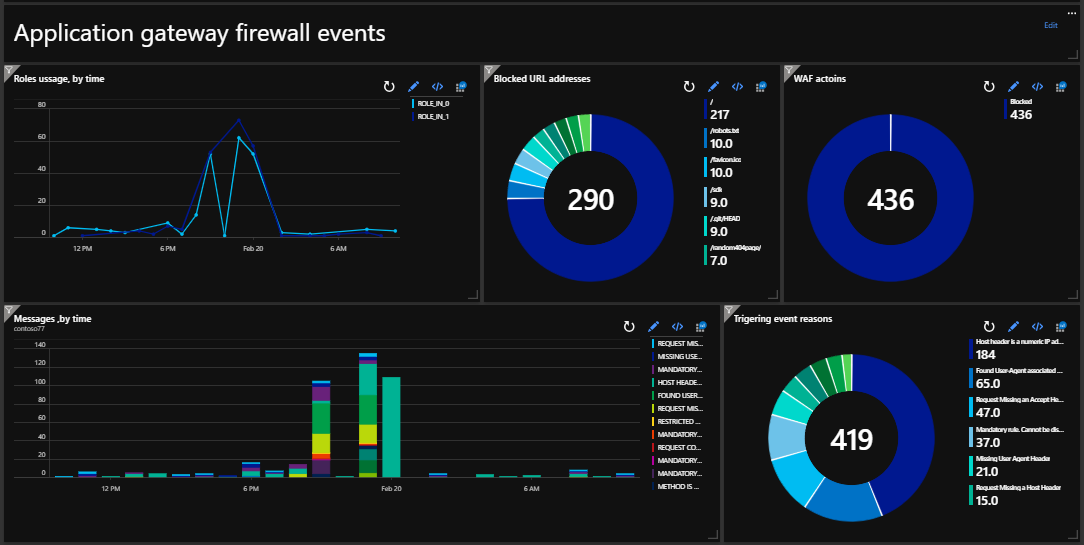 Application gateway firewall events
Edit
Roles ussage, by time
80
60
40
20
0
12 PM
6 PM
Feb 20
6 AM
ROLE_IN_0
ROLE_IN_1
Blocked URL addresses
290
/
217
/robots.txt
10.0
/favicon.ico
10.0
/sdk
9.0
/.git/HEAD
9.0
/random404page/
7.0
WAF actoins
436
Blocked
436
Messages ,by time
contoso77
140
120
100
80
60
40
20
0
12 PM
6 PM
Feb 20
6 AM
REQUEST MIS...
MISSING USE...
MANDATORY...
HOST HEADE...
FOUND USER...
REQUEST MIS...
RESTRICTED ...
MANDATORY...
REQUEST CO...
MANDATORY...
MANDATORY...
METHOD IS ...
Trigering event reasons
419
Host header is a numeric IP ad...
184
Found User-Agent associated ...
65.0
Request Missing an Accept He...
47.0
Mandatory rule. Cannot be dis...
37.0
Missing User Agent Header
21.0
Request Missing a Host Header
15.0